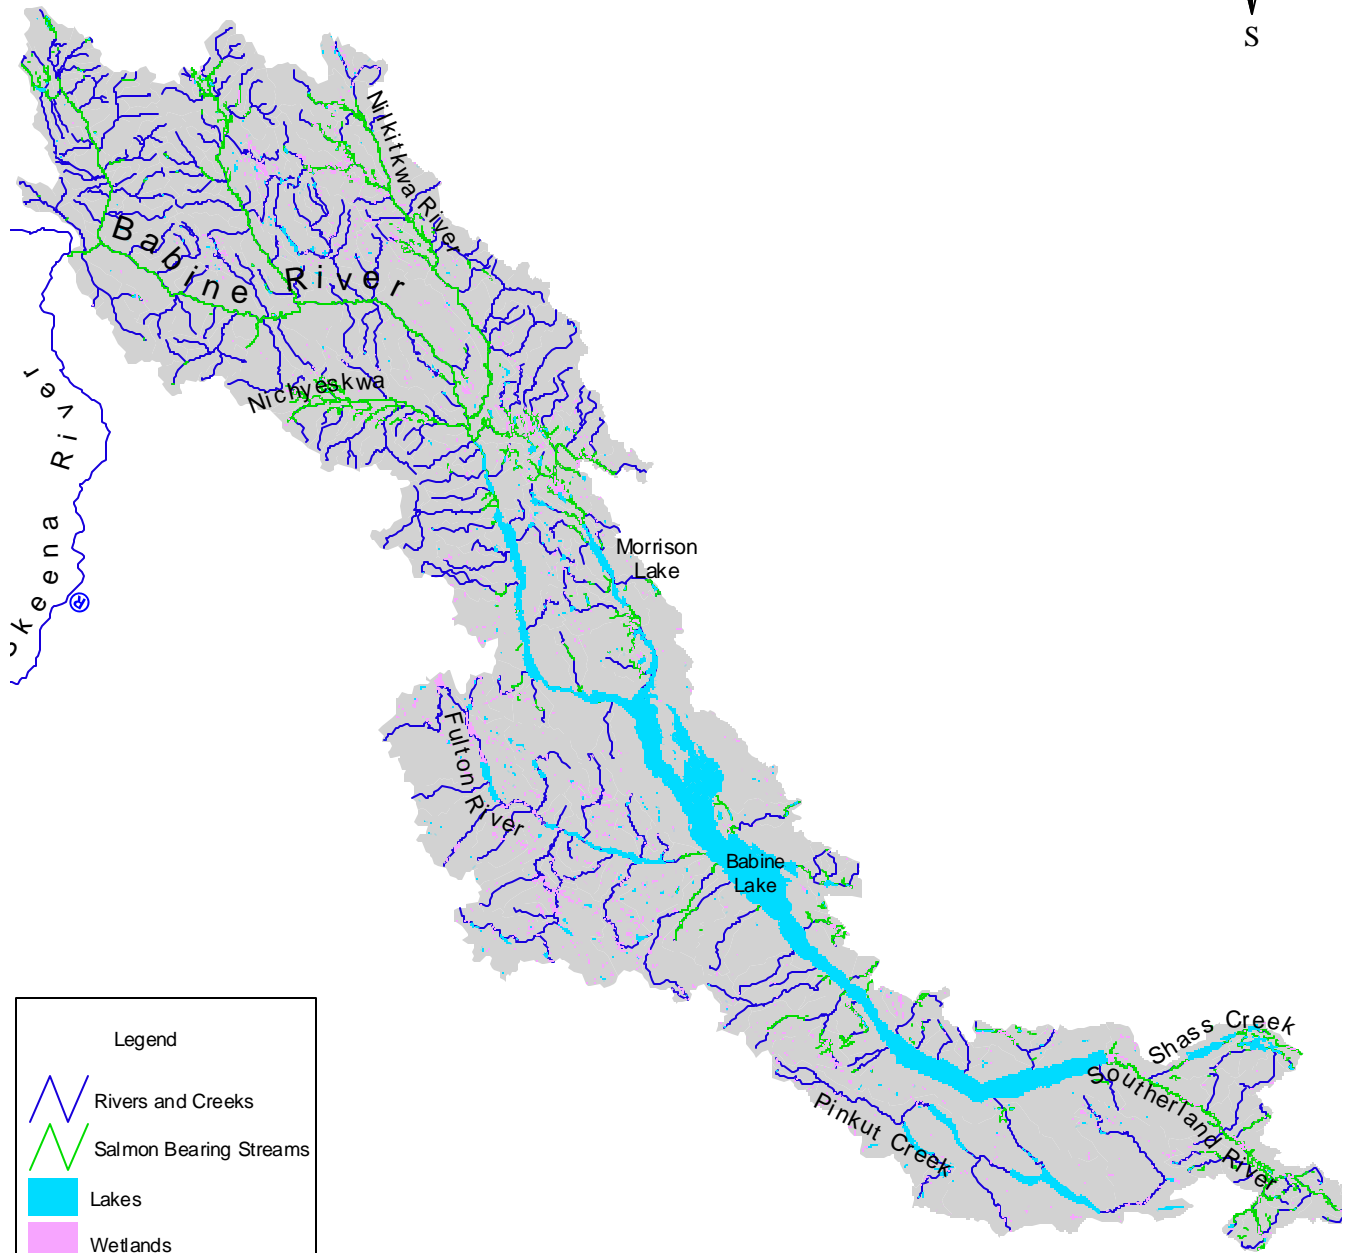 S
Nilkitkwa River
Babine River
Nichyeskwa
River
Skeena
®
Morrison
Lake
Fulton River
Babine
Lake
Shass Creek
Southerland River
Pinkut Creek
Legend
Rivers and Creeks
Salmon Bearing Streams
Lakes
Wetlands